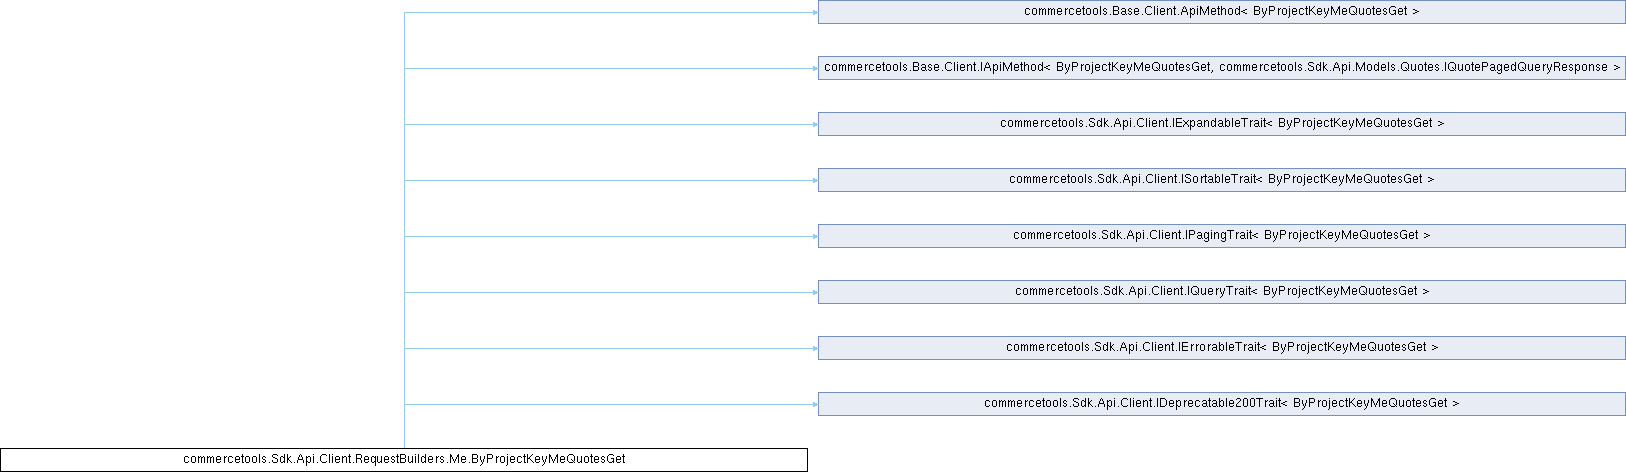 commercetools.Base.Client.ApiMethod< ByProjectKeyMeQuotesGet >
commercetools.Base.Client.IApiMethod< ByProjectKeyMeQuotesGet, commercetools.Sdk.Api.Models.Quotes.IQuotePagedQueryResponse >
commercetools.Sdk.Api.Client.IExpandableTrait< ByProjectKeyMeQuotesGet >
commercetools.Sdk.Api.Client.ISortableTrait< ByProjectKeyMeQuotesGet >
commercetools.Sdk.Api.Client.IPagingTrait< ByProjectKeyMeQuotesGet >
commercetools.Sdk.Api.Client.IQueryTrait< ByProjectKeyMeQuotesGet >
commercetools.Sdk.Api.Client.IErrorableTrait< ByProjectKeyMeQuotesGet >
commercetools.Sdk.Api.Client.IDeprecatable200Trait< ByProjectKeyMeQuotesGet >
commercetools.Sdk.Api.Client.RequestBuilders.Me.ByProjectKeyMeQuotesGet